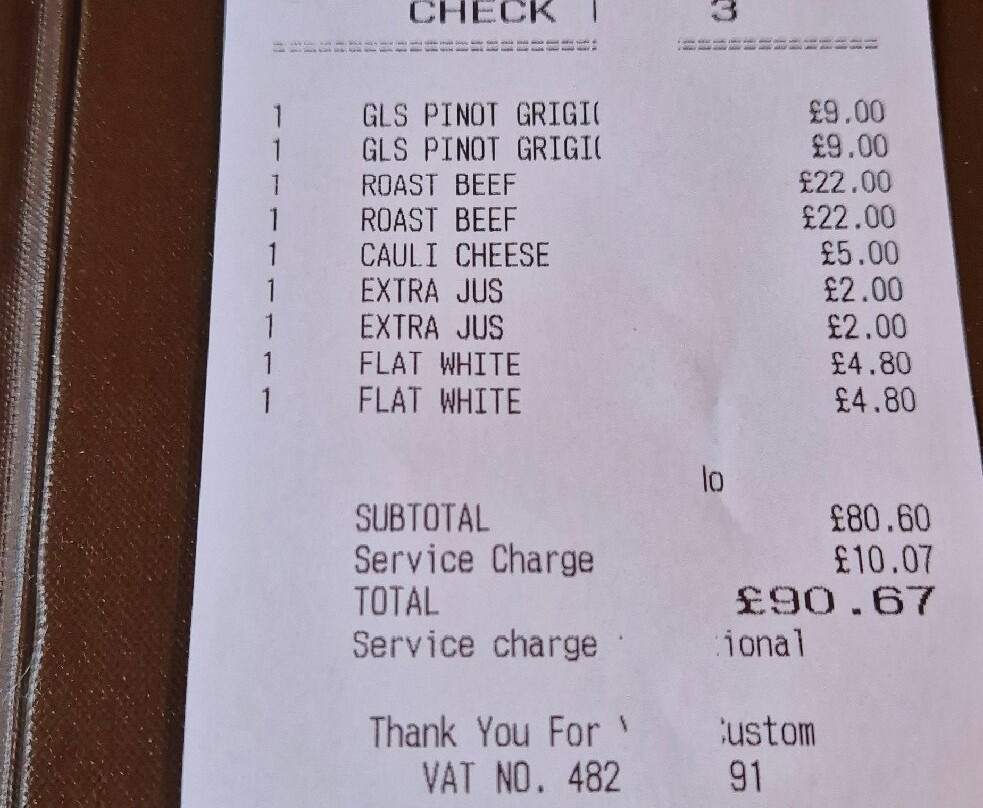 CHECK 3
1 GLS PINOT GRIGI £9.00
1 GLS PINOT GRIGI £9.00
1 ROAST BEEF £22.00
1 ROAST BEEF £22.00
1 CAULI CHEESE £5.00
1 EXTRA JUS £2.00
1 EXTRA JUS £2.00
1 FLAT WHITE £4.80
1 FLAT WHITE £4.80
lo
SUBTOTAL £80.60
Service Charge £10.07
TOTAL £90.67
Service charge ional
Thank You For ustom
VAT NO. 482 91